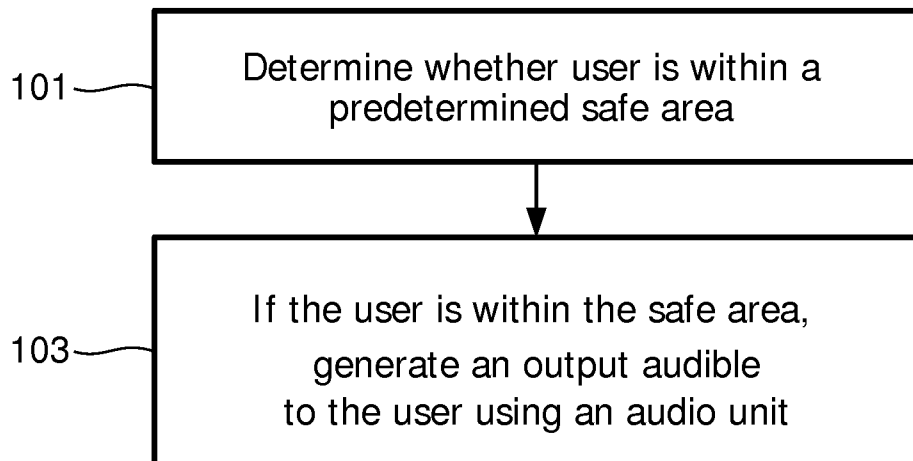 101
Determine whether user is within a
predetermined safe area
103
If the user is within the safe area,
generate an output audible
to the user using an audio unit